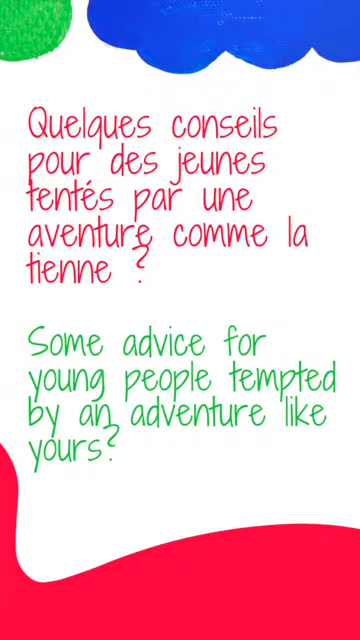 Quelques conseils
pour des jeunes
tentés par une
aventure comme la
tienne ?
Some advice for
young people tempted
by an adventure like
yours?